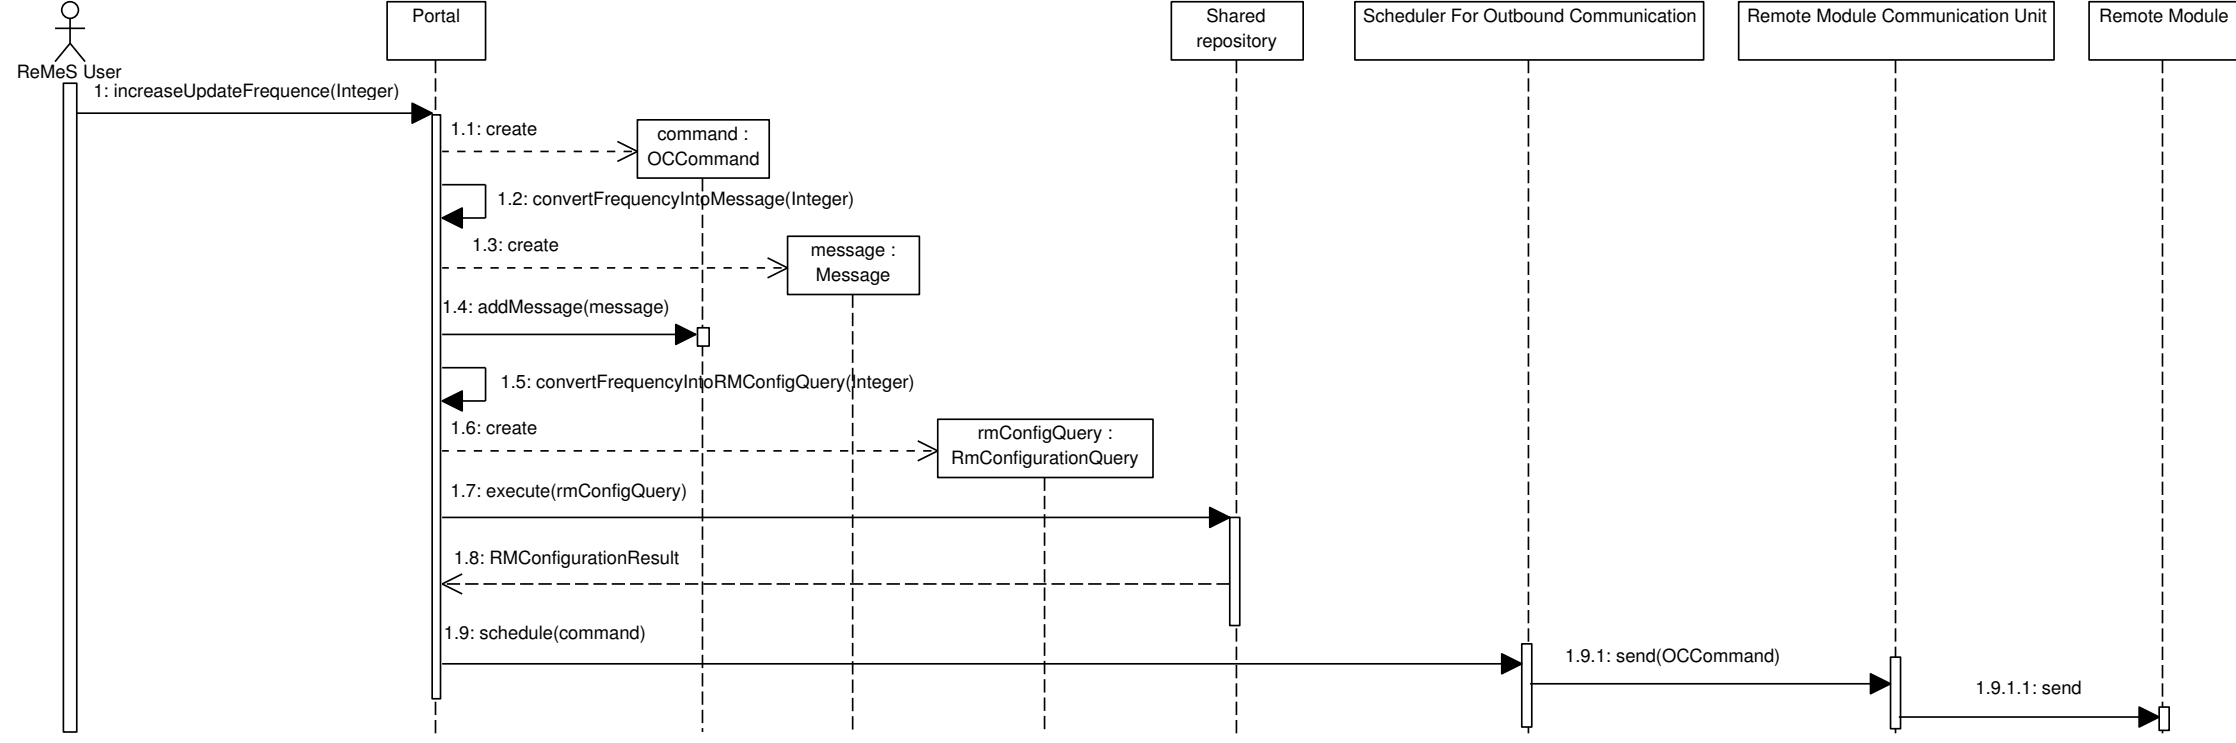 Portal
Shared
repository
Scheduler For Outbound Communication
Remote Module Communication Unit
Remote Module
ReMeS User
1: increaseUpdateFrequence(Integer)
1.1: create
command :
OCCommand
1.2: convertFrequencyIntoMessage(Integer)
1.3: create
message :
Message
1.4: addMessage(message)
1.5: convertFrequencyIntoRMConfigQuery(Integer)
1.6: create
rmConfigQuery :
RmConfigurationQuery
1.7: execute(rmConfigQuery)
1.8: RMConfigurationResult
1.9: schedule(command)
1.9.1: send(OCCommand)
1.9.1.1: send